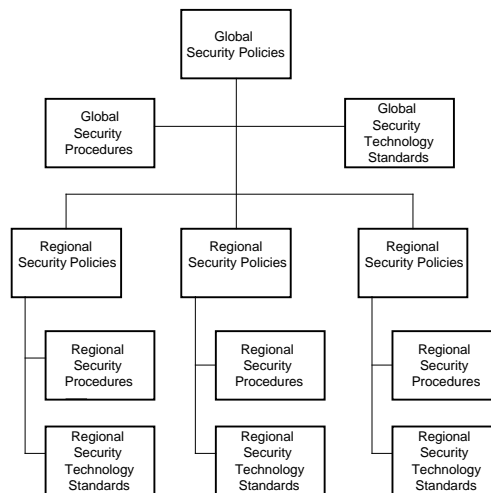 Global
Security Policies
Global
Security
Procedures
Global
Security
Technology
Standards
Regional
Security Policies
Regional
Security Policies
Regional
Security Policies
Regional
Security
Procedures
Regional
Security
Procedures
Regional
Security
Procedures
Regional
Security
Technology
Standards
Regional
Security
Technology
Standards
Regional
Security
Technology
Standards